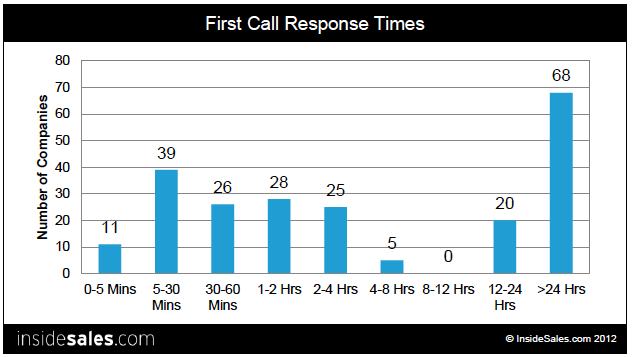 First Call Response Times
Number of Companies
80
70
60
50
40
30
20
10
0
11
39
26
28
25
5
0
20
68
0-5 Mins
5-30
Mins
30-60
Mins
1-2 Hrs
2-4 Hrs
4-8 Hrs
8-12 Hrs
12-24
Hrs
>24 Hrs
insidesales.com
© InsideSales.com 2012